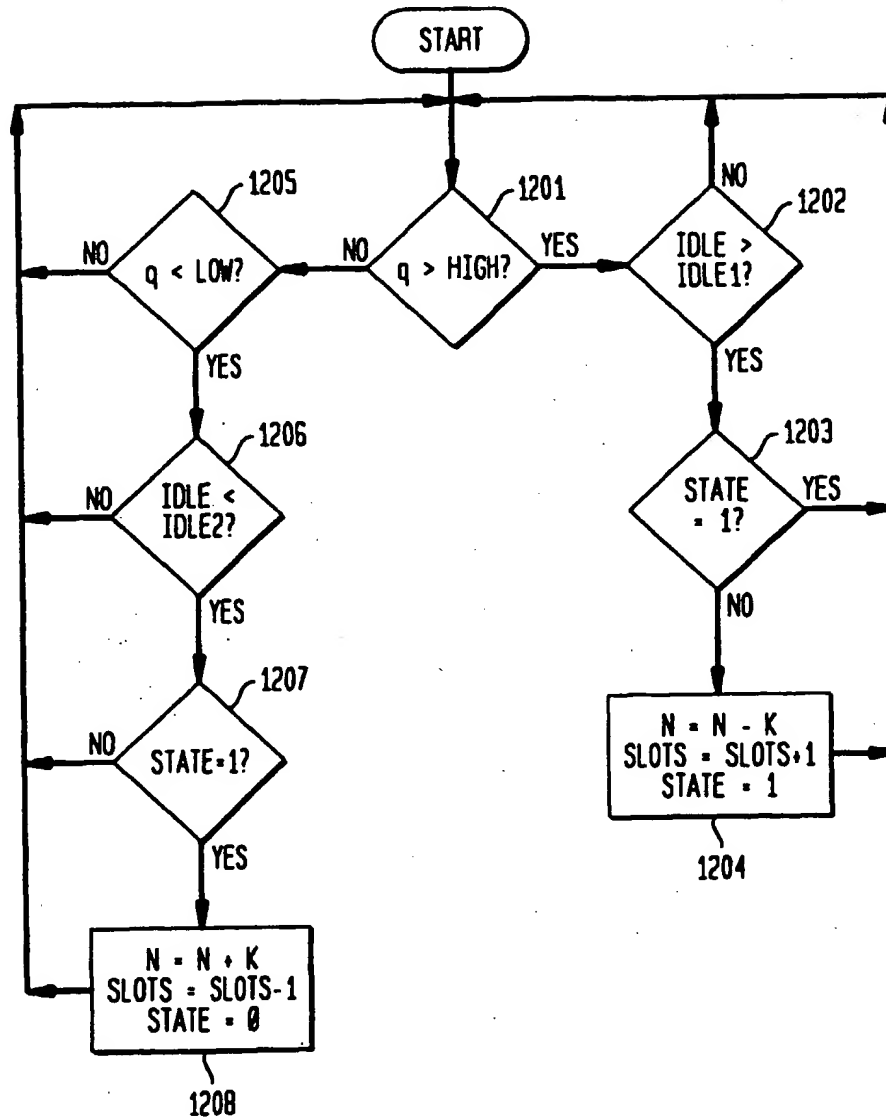 START
1205
1201
1202
NO
q < LOW?
NO
q > HIGH?
YES
IDLE >
IDLE1?
NO
YES
YES
1206
1203
NO
IDLE <
IDLE2?
STATE
= 1?
YES
YES
NO
1207
NO
STATE=1?
N = N - K
SLOTS = SLOTS+1
STATE = 1
YES
1204
N = N + K
SLOTS = SLOTS-1
STATE = 0
1208